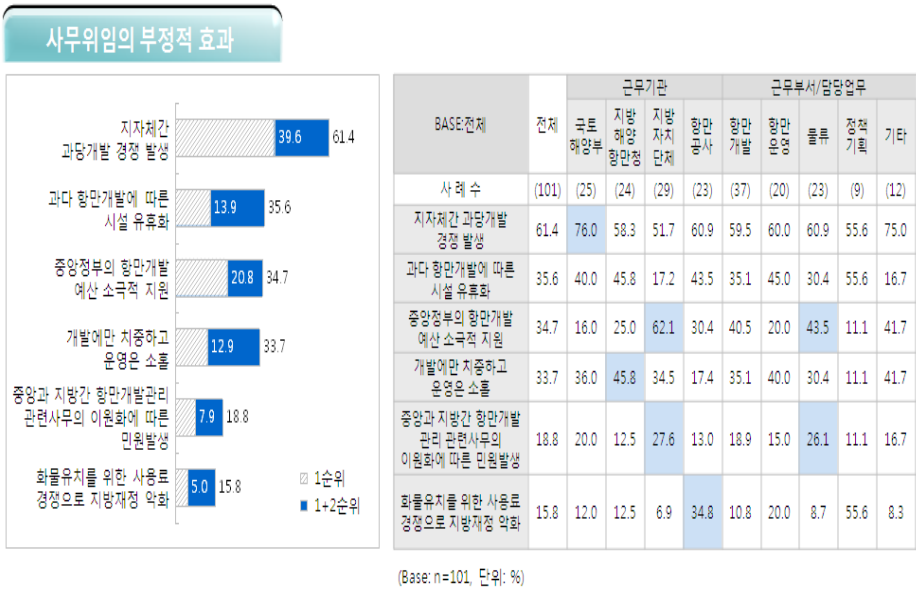 사무위임의 부정적 효과
지자체간
과당개발 경쟁 발생
39.6
61.4
과다 항만개발에 따른
시설 유휴화
13.9
35.6
중앙정부의 항만개발
예산 소극적 지원
20.8
34.7
개발에만 치중하고
운영은 소홀
12.9
33.7
중앙과 지방간 항만개발관리
관련사무의 이원화에 따른
민원발생
7.9
18.8
화물유치를 위한 사용료
경쟁으로 지방재정 악화
5.0
15.8
1순위
1+2순위
BASE:전체
전체
근무기관
근무부서/담당업무
국토
해양부
지방
해양
항만청
지방
자치
단체
항만
공사
항만
개발
항만
운영
물류
정책
기획
기타
사 례 수 (101) (25) (24) (29) (23) (37) (20) (23) (9) (12)
지자체간 과당개발
경쟁 발생
61.4 76.0 58.3 51.7 60.9 59.5 60.0 60.9 55.6 75.0
과다 항만개발에 따른
시설 유휴화
35.6 40.0 45.8 17.2 43.5 35.1 45.0 30.4 55.6 16.7
중앙정부의 항만개발
예산 소극적 지원
34.7 16.0 25.0 62.1 30.4 40.5 20.0 43.5 11.1 41.7
개발에만 치중하고
운영은 소홀
33.7 36.0 45.8 34.5 17.4 35.1 40.0 30.4 11.1 41.7
중앙과 지방간 항만개발
관리 관련사무의
이원화에 따른 민원발생
18.8 20.0 12.5 27.6 13.0 18.9 15.0 26.1 11.1 16.7
화물유치를 위한 사용료
경쟁으로 지방재정 악화
15.8 12.0 12.5 6.9 34.8 10.8 20.0 8.7 55.6 8.3
(Base: n=101, 단위: %)